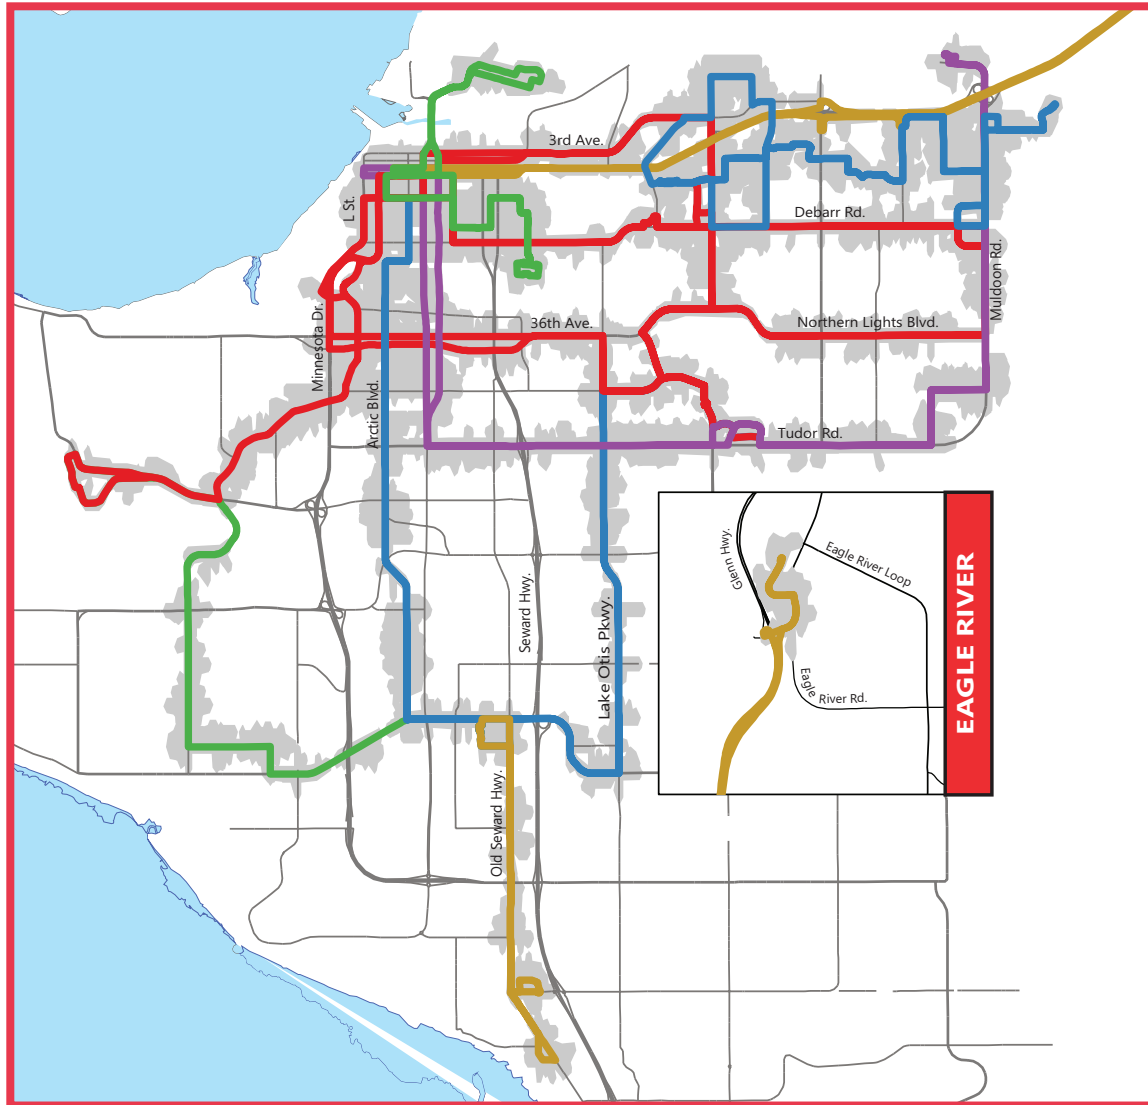 3rd Ave.
L St.
Debarr Rd.
Muldoon Rd.
Minnesota Dr.
36th Ave.
Northern Lights Blvd.
Arctic Blvd.
Tudor Rd.
Glenn Hwy.
Eagle River Loop
Seward Hwy.
Lake Otis Pkwy.
Eagle
River Rd.
EAGLE RIVER
Old Seward Hwy.